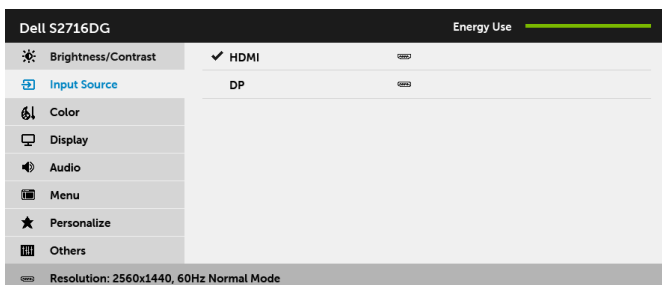 Dell S2716DG Energy Use
Brightness/Contrast HDMI
Input Source DP
Color
Display
Audio
Menu
Personalize
Others
Resolution: 2560x1440, 60Hz Normal Mode